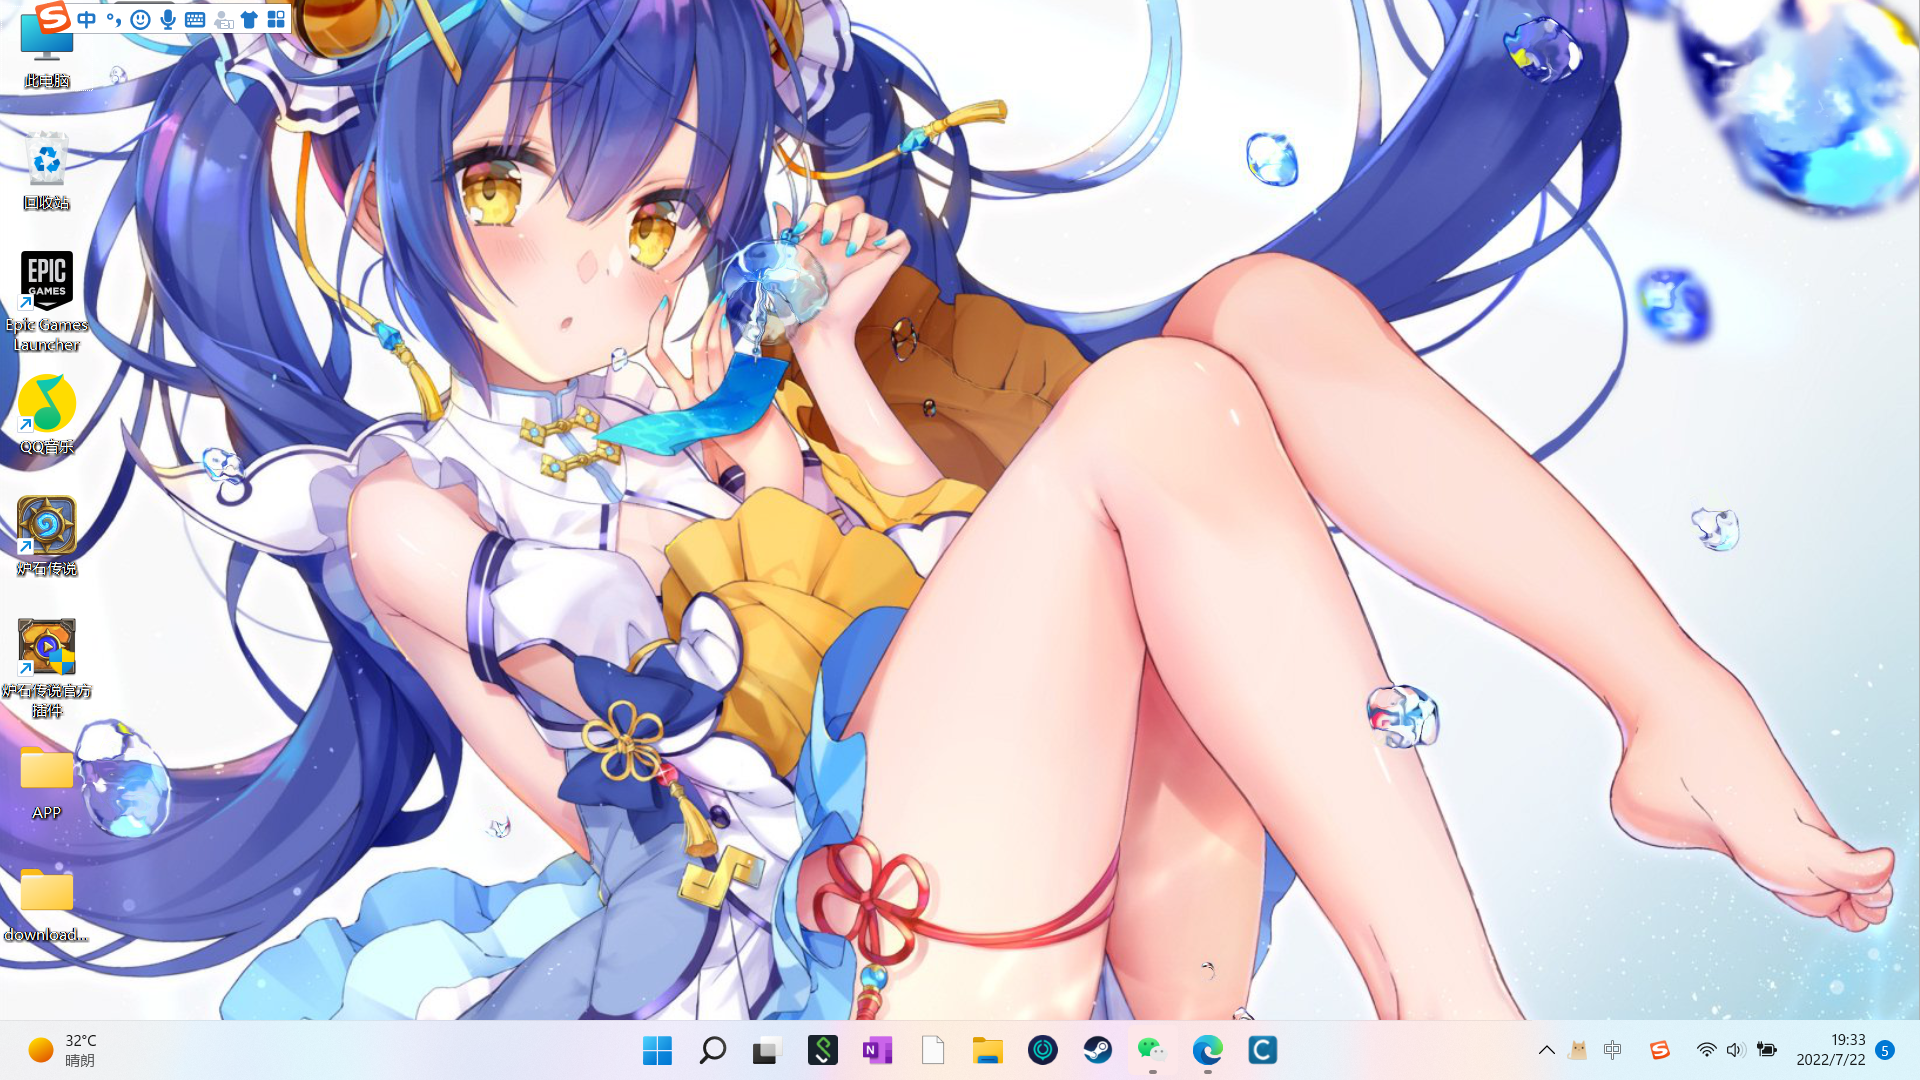 中
此电脑
回收站
EPIC
GAMES
Epic Games
Launcher
QQ音乐
炉石传说
炉石传说官方
插件
APP
download...
32°C
晴朗
N
C
中
19:33
2022/7/22
5